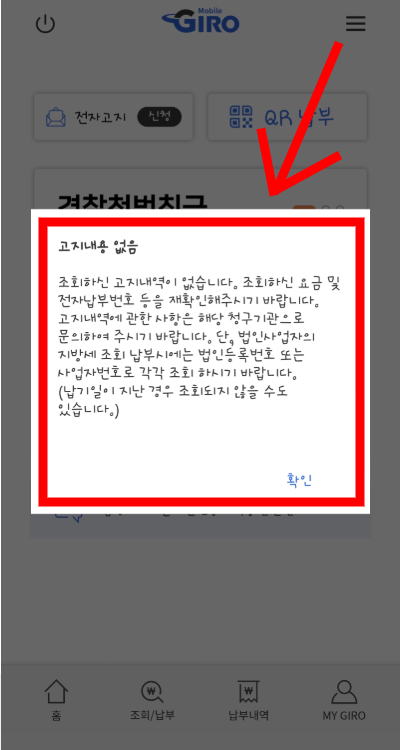 Mobile
GIRO
전자고지 신청 QR 납부
경찰청범칙금
고지내용 없음
조회하신 고지내역이 없습니다. 조회하신 요금 및
전자납부번호 등을 재확인해주시기 바랍니다.
고지내역에 관한 사항은 해당 청구기관으로
문의하여 주시기 바랍니다. 단, 법인사업자의
지방세 조회 납부시에는 법인등록번호 또는
사업자번호로 각각 조회 하시기 바랍니다.
(납기일이 지난 경우 조회되지 않을 수도
있습니다.)
확인
홈 조회/납부 납부내역 MY GIRO